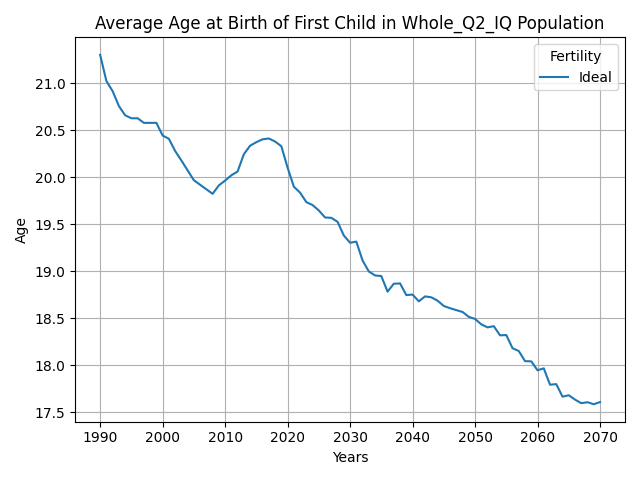 Average Age at Birth of First Child in Whole_Q2_IQ Population
Fertility
Ideal
Age
21.0
20.5
20.0
19.5
19.0
18.5
18.0
17.5
1990 2000 2010 2020 2030 2040 2050 2060 2070
Years